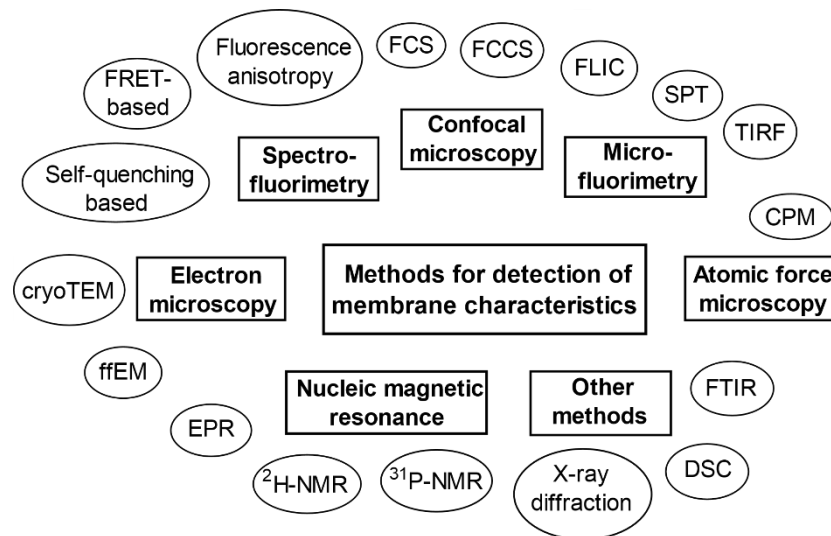 Fluorescence
anisotropy
FCS
FCCS
FLIC
SPT
TIRF
CPM
FRET-
based
Self-quenching
based
Spectro-
fluorimetry
Confocal
microscopy
Micro-
fluorimetry
cryoTEM
Electron
microscopy
Methods for detection of
membrane characteristics
Atomic force
microscopy
ffEM
EPR
Nucleic magnetic
resonance
Other
methods
FTIR
²H-NMR
³¹P-NMR
X-ray
diffraction
DSC